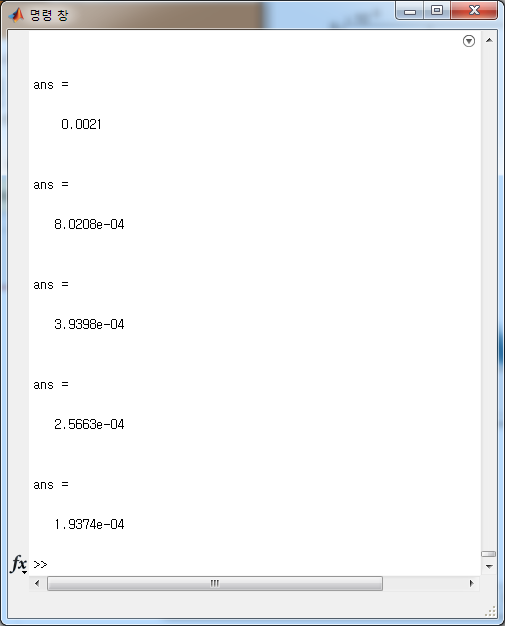 명령 창
ans =
0.0021
ans =
8.0208e-04
ans =
3.9398e-04
ans =
2.5663e-04
ans =
1.9374e-04
fx >>